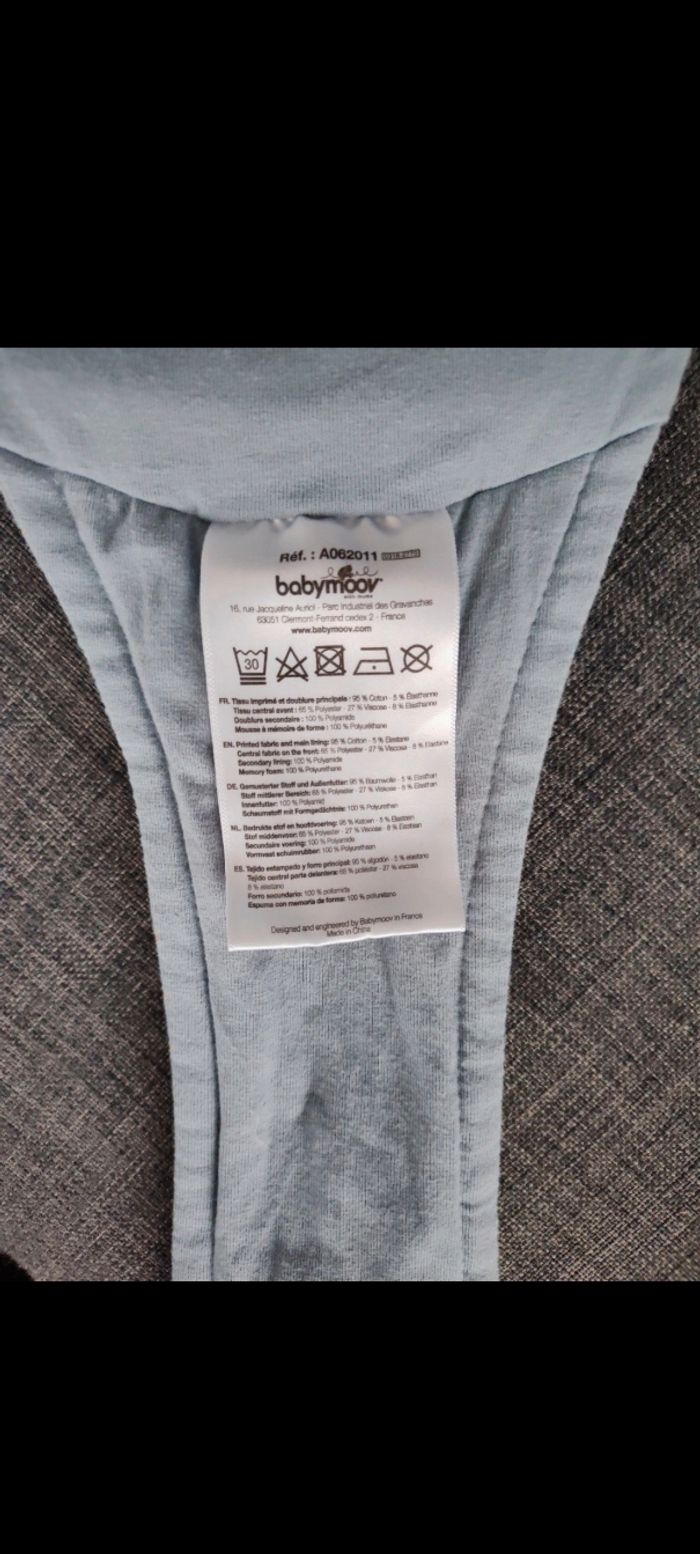 Réf. : A062011
babymoov
16, rue Jacqueline Auriol - Parc Industriel des Gravanches
63051 Clermont-Ferrand cedex 2 - France
www.babymoov.com
30
FR. Tissu imprimé et doublure principale : 95 % Coton - 5 % Élasthanne
Tissu central avant : 65 % Polyester - 27 % Viscose - 8 % Élasthanne
Doublure secondaire : 100 % Polyamide
Mousse à mémoire de forme : 100 % Polyuréthane
EN. Printed fabric and main lining: 95 % Cotton - 5 % Elastane
Central fabric on the front: 65 % Polyester - 27 % Viscose - 8 % Elastane
Secondary lining: 100 % Polyamide
Memory foam: 100 % Polyurethane
DE. Gemusterter Stoff und Außenfutter: 95 % Baumwolle - 5 % Elasthan
Stoff mittlerer Bereich: 65 % Polyester - 27 % Viskose - 8 % Elasthan
Innenfutter: 100 % Polyamid
Schaumstoff mit Formgedächtnis: 100 % Polyurethan
NL. Bedrukte stof en hoofdvoering: 95 % Katoen - 5 % Elasteen
Stof middenvoor: 65 % Polyester - 27 % Viscose - 8 % Elasthan
Secundaire voering: 100 % Polyamide
Vormvast schuimrubber: 100 % Polyurethaan
ES. Tejido estampado y forro principal: 95 % algodón - 5 % elastano
Tejido central parte delantera: 65 % poliéster - 27 % viscosa
8 % elastano
Forro secundario: 100 % poliamida
Espuma con memoria de forma: 100 % poliuretano
Designed and engineered by Babymoov in France
Made in China